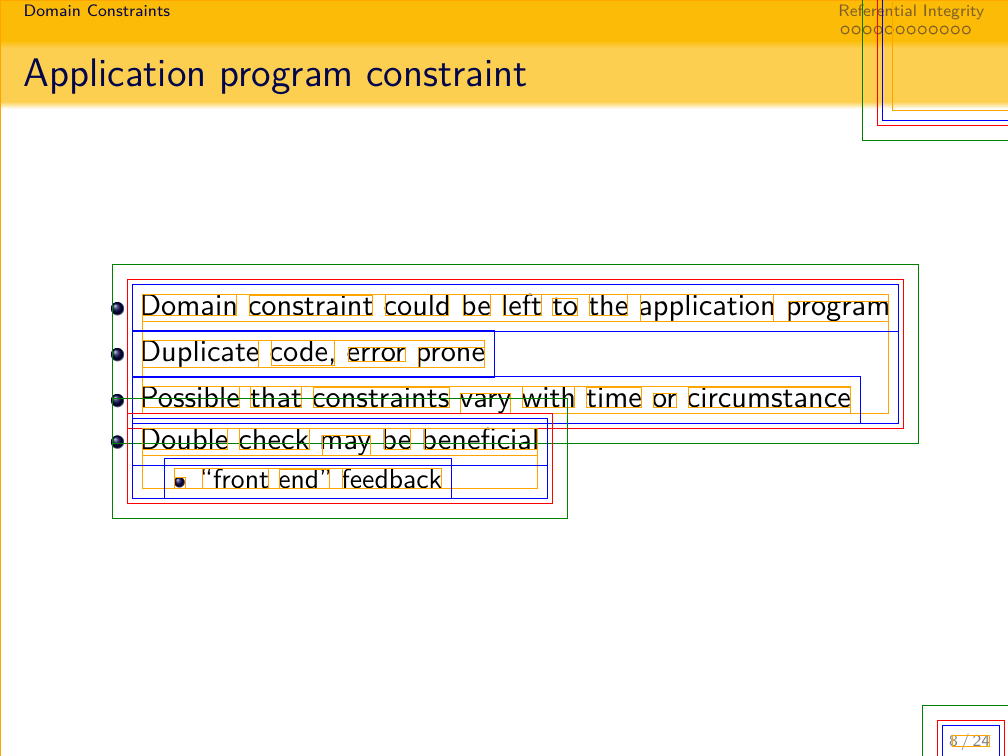 Domain Constraints
Referential Integrity
Application program constraint
Domain constraint could be left to the application program
Duplicate code, error prone
Possible that constraints vary with time or circumstance
Double check may be beneficial
“front end” feedback
8 / 24